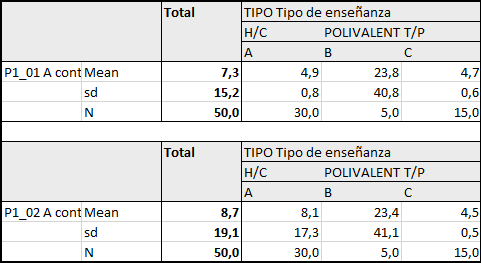 Total TIPO Tipo de enseñanza
H/C POLIVALENT T/P
A B C
P1_01 A cont Mean 7,3 4,9 23,8 4,7
sd 15,2 0,8 40,8 0,6
N 50,0 30,0 5,0 15,0
Total TIPO Tipo de enseñanza
H/C POLIVALENT T/P
A B C
P1_02 A cont Mean 8,7 8,1 23,4 4,5
sd 19,1 17,3 41,1 0,5
N 50,0 30,0 5,0 15,0